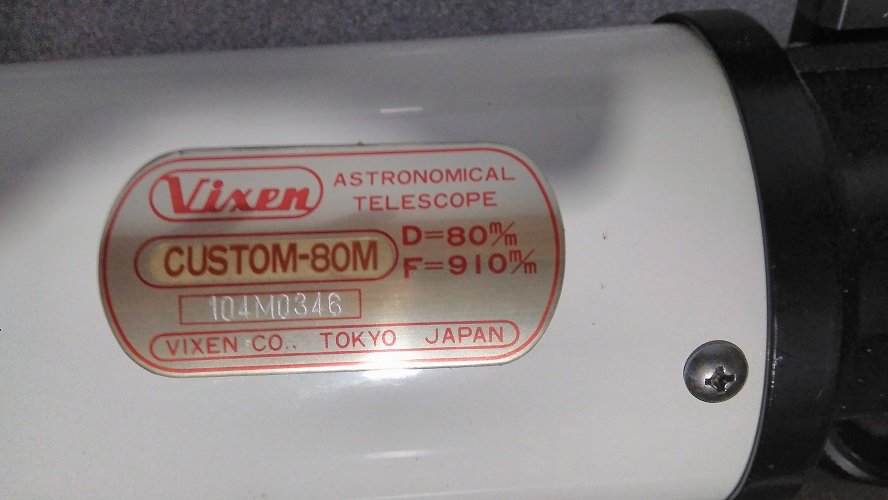 Vixen
ASTRONOMICAL
TELESCOPE
CUSTOM-80M
D=80m/m
F=910m/m
104M0346
VIXEN CO.. TOKYO JAPAN